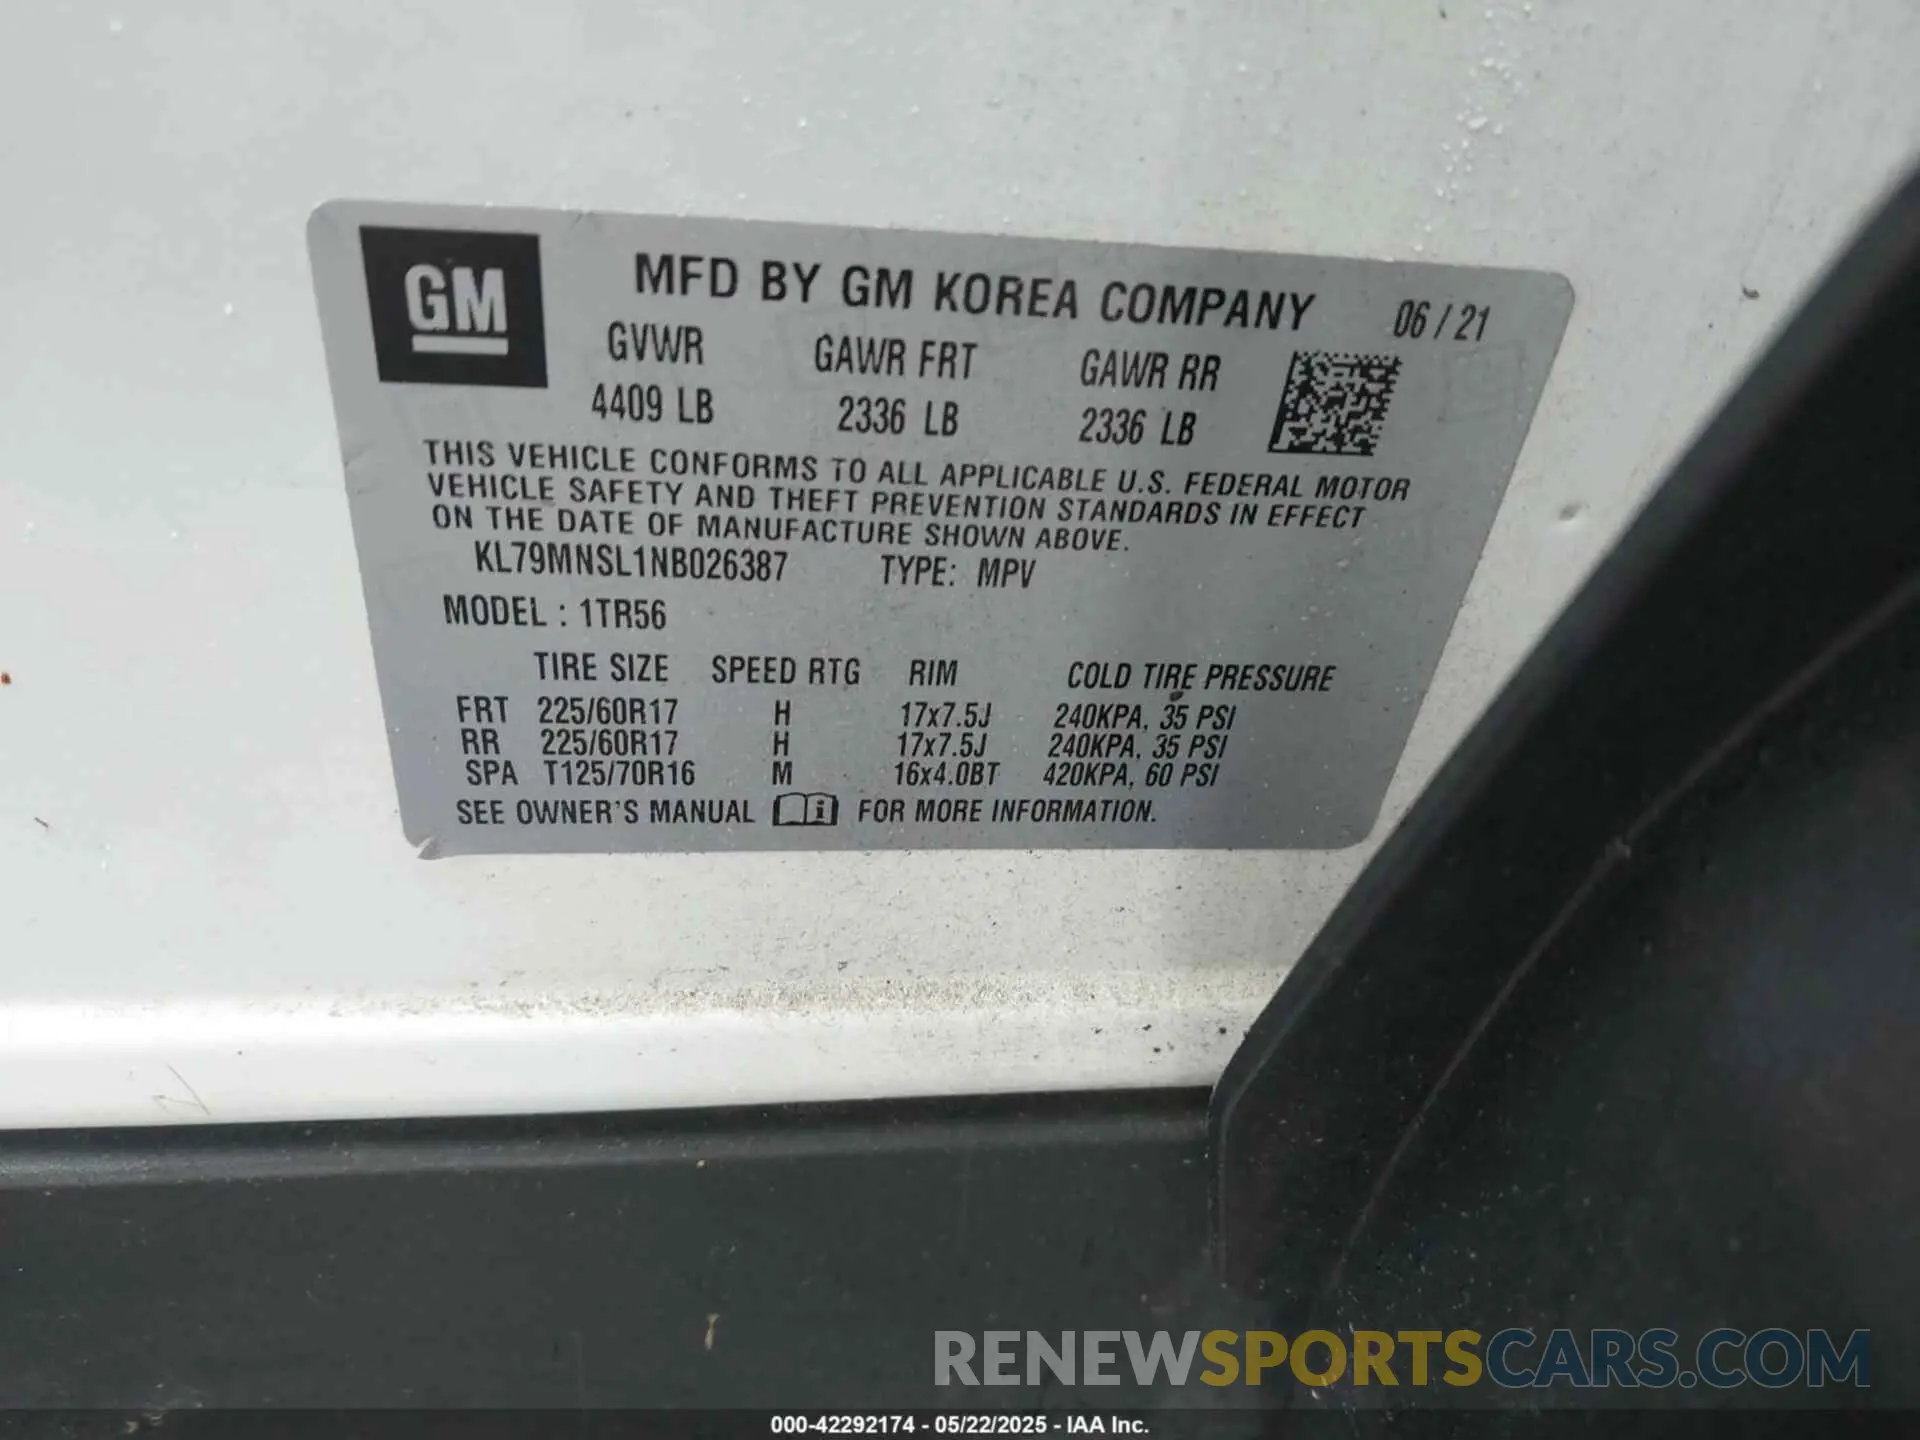 GM
MFD BY GM KOREA COMPANY 06/21
GVWR GAWR FRT GAWR RR
4409 LB 2336 LB 2336 LB
THIS VEHICLE CONFORMS TO ALL APPLICABLE U.S. FEDERAL MOTOR
VEHICLE SAFETY AND THEFT PREVENTION STANDARDS IN EFFECT
ON THE DATE OF MANUFACTURE SHOWN ABOVE.
KL79MNSL1NB026387 TYPE: MPV
MODEL : 1TR56
TIRE SIZE SPEED RTG RIM COLD TIRE PRESSURE
FRT 225/60R17 H 17x7.5J 240KPA, 35 PSI
RR 225/60R17 H 17x7.5J 240KPA, 35 PSI
SPA T125/70R16 M 16x4.0BT 420KPA, 60 PSI
SEE OWNER'S MANUAL FOR MORE INFORMATION.
RENEWSPORTSCARS.COM
000-42292174 - 05/22/2025 - IAA Inc.